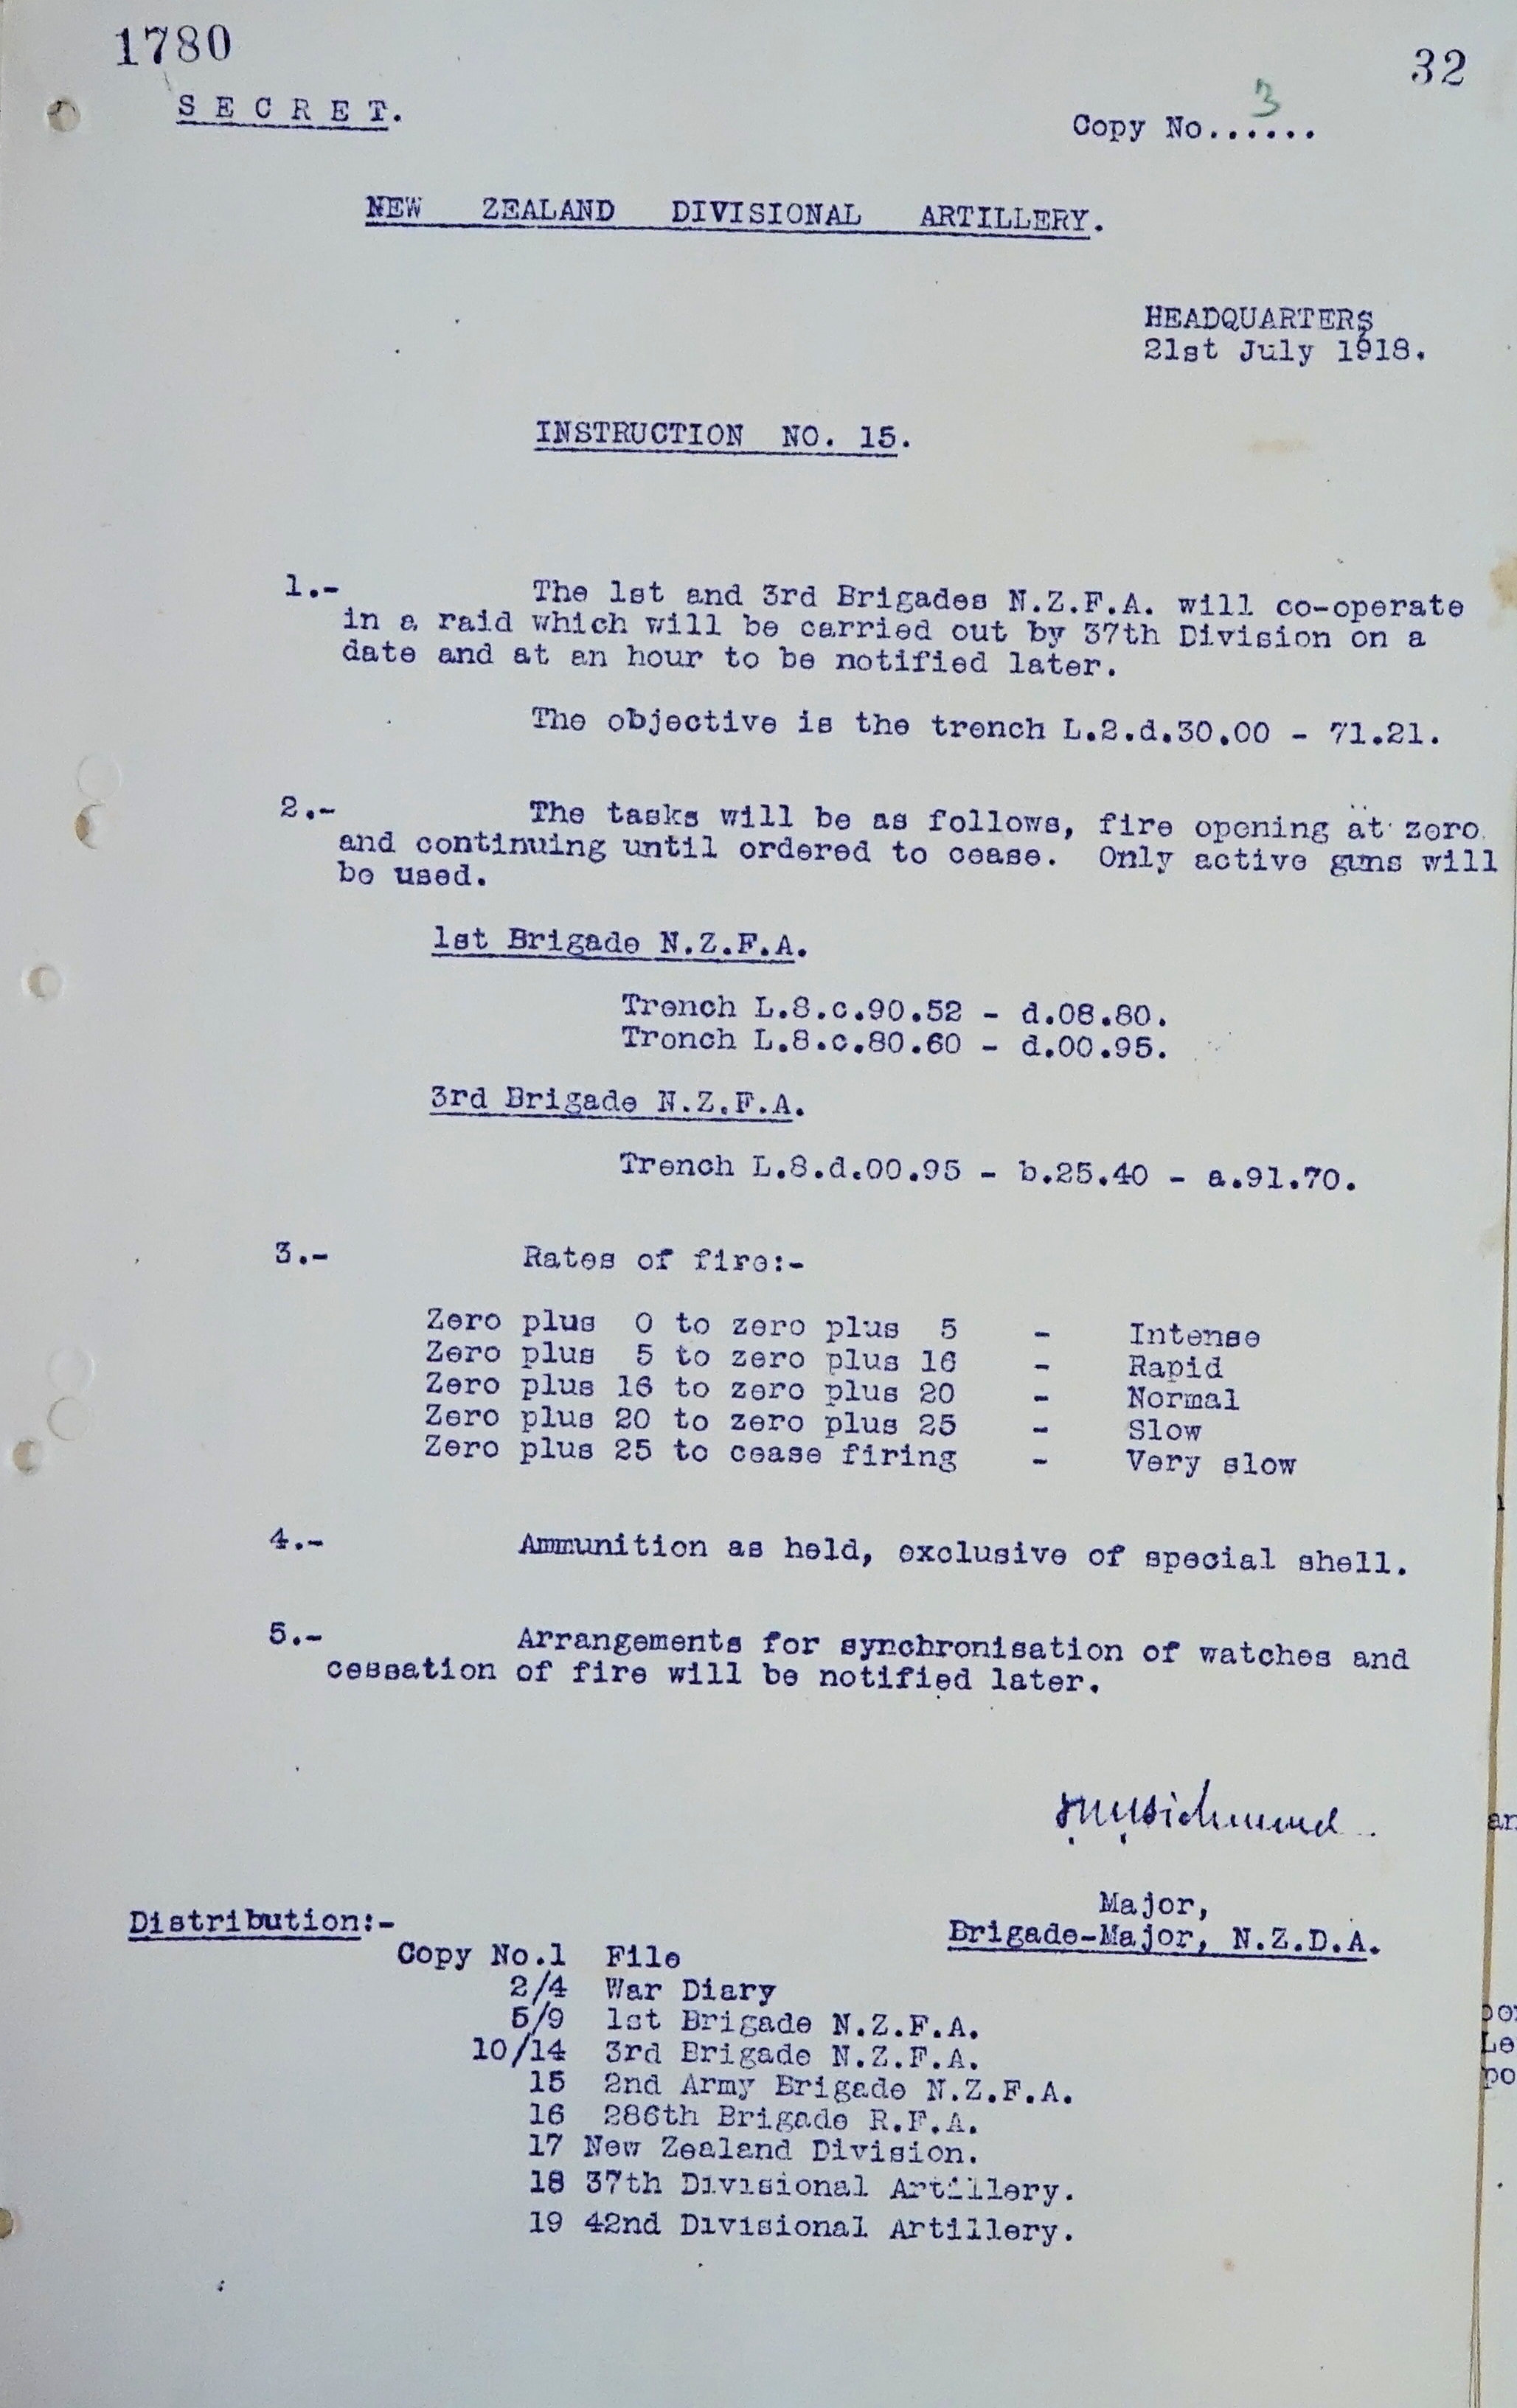 1780
32
S E C R E T.
3
Copy No......
NEW ZEALAND DIVISIONAL ARTILLERY.
HEADQUARTERS
21st July 1918.
INSTRUCTION NO. 15.
1.- The 1st and 3rd Brigades N.Z.F.A. will co-operate
in a raid which will be carried out by 37th Division on a
date and at an hour to be notified later.
The objective is the trench L.2.d.30.00 - 71.21.
2.- The tasks will be as follows, fire opening at zero
and continuing until ordered to cease. Only active guns will
be used.
1st Brigade N.Z.F.A.
Trench L.8.c.90.52 - d.08.80.
Trench L.8.c.80.60 - d.00.95.
3rd Brigade N.Z.F.A.
Trench L.8.d.00.95 - b.25.40 - a.91.70.
3.- Rates of fire:-
Zero plus 0 to zero plus 5 - Intense
Zero plus 5 to zero plus 16 - Rapid
Zero plus 16 to zero plus 20 - Normal
Zero plus 20 to zero plus 25 - Slow
Zero plus 25 to cease firing - Very slow
4.- Ammunition as held, exclusive of special shell.
5.- Arrangements for synchronisation of watches and
cessation of fire will be notified later.
Major,
Brigade-Major, N.Z.D.A.
Distribution:-
Copy No.1 File
2/4 War Diary
5/9 1st Brigade N.Z.F.A.
10/14 3rd Brigade N.Z.F.A.
15 2nd Army Brigade N.Z.F.A.
16 286th Brigade R.F.A.
17 New Zealand Division.
18 37th Divisional Artillery.
19 42nd Divisional Artillery.